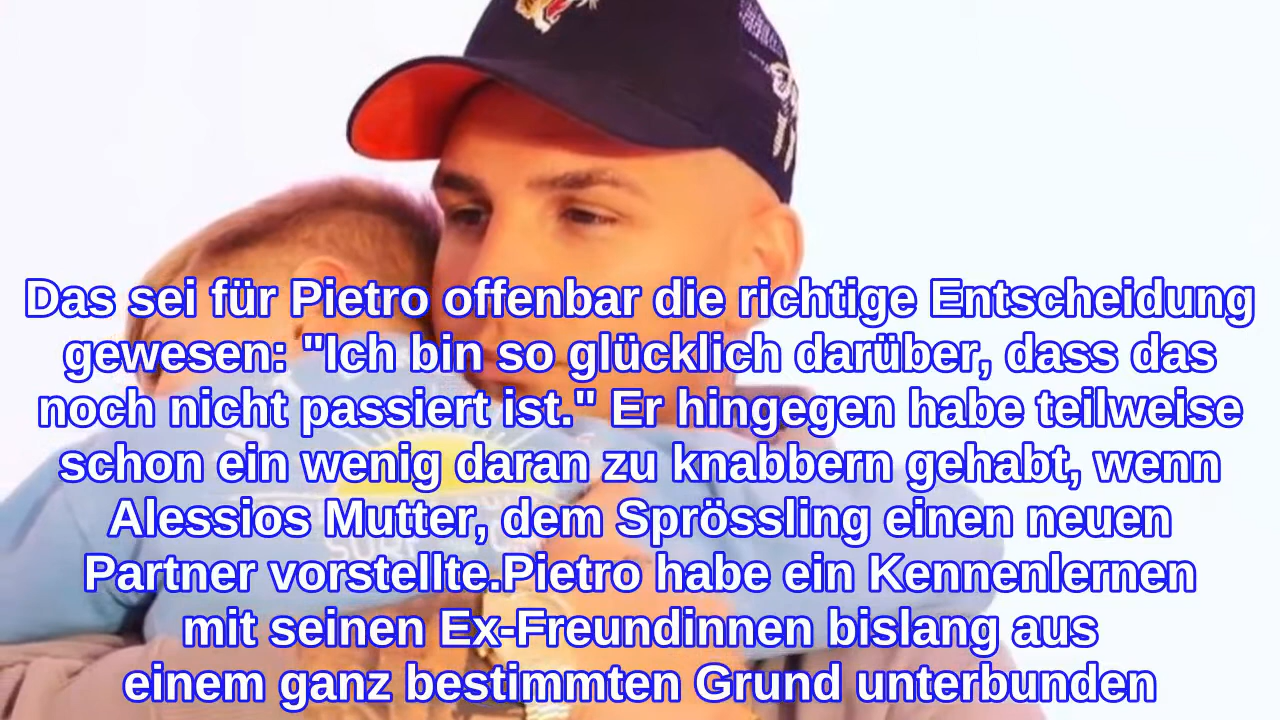 Das sei für Pietro offenbar die richtige Entscheidung
gewesen: "Ich bin so glücklich darüber, dass das
noch nicht passiert ist." Er hingegen habe teilweise
schon ein wenig daran zu knabbern gehabt, wenn
Alessios Mutter, dem Sprössling einen neuen
Partner vorstellte.Pietro habe ein Kennenlernen
mit seinen Ex-Freundinnen bislang aus
einem ganz bestimmten Grund unterbunden